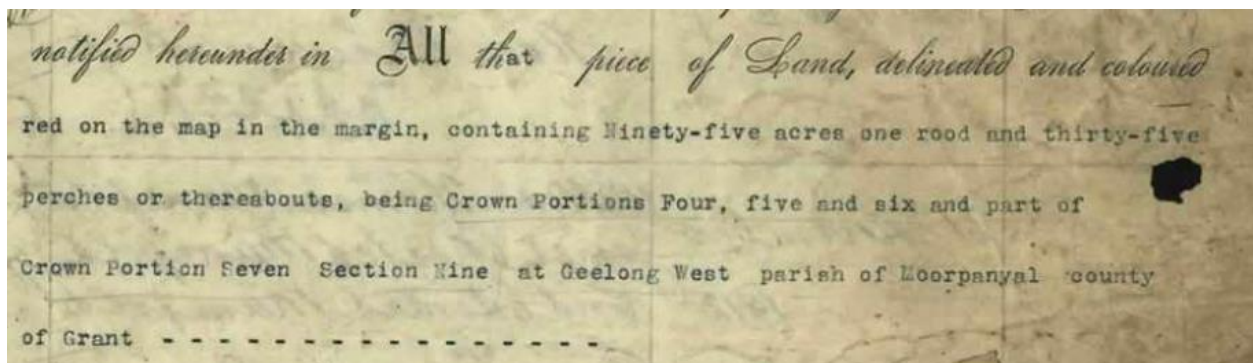 notified hereunder in All that piece of Land, delineated and coloured
red on the map in the margin, containing Ninety-five acres one rood and thirty-five
perches or thereabouts, being Crown Portions Four, five and six and part of
Crown Portion Seven Section Nine at Geelong West parish of Moorpanyal county
of Grant - - - - - - - - - - - - - - - - -